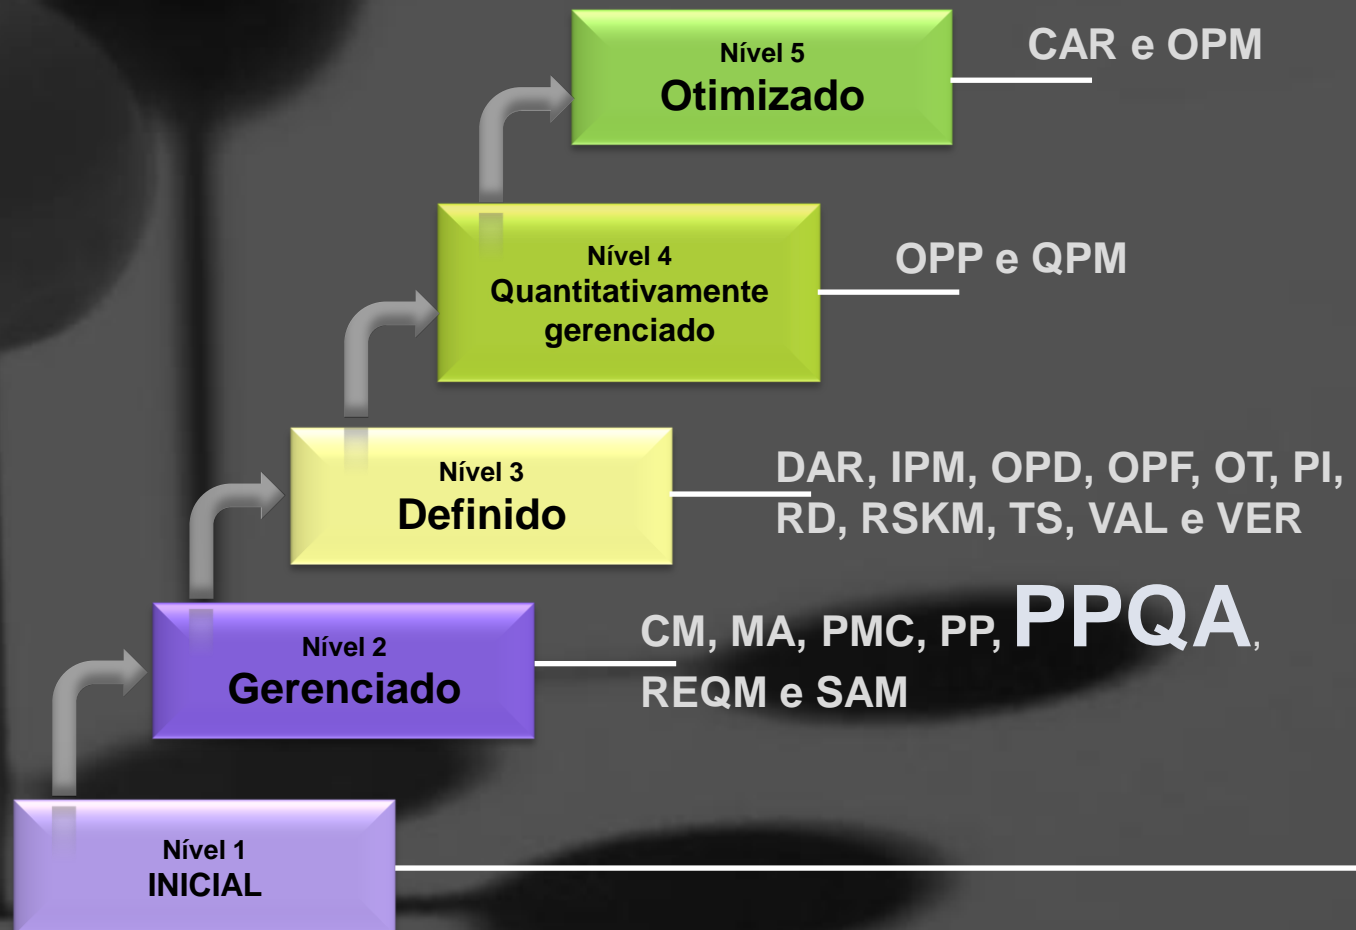 Nível 5
Otimizado
CAR e OPM
Nível 4
Quantitativamente
gerenciado
OPP e QPM
Nível 3
Definido
DAR, IPM, OPD, OPF, OT, PI,
RD, RSKM, TS, VAL e VER
Nível 2
Gerenciado
CM, MA, PMC, PP, PPQA,
REQM e SAM
Nível 1
INICIAL